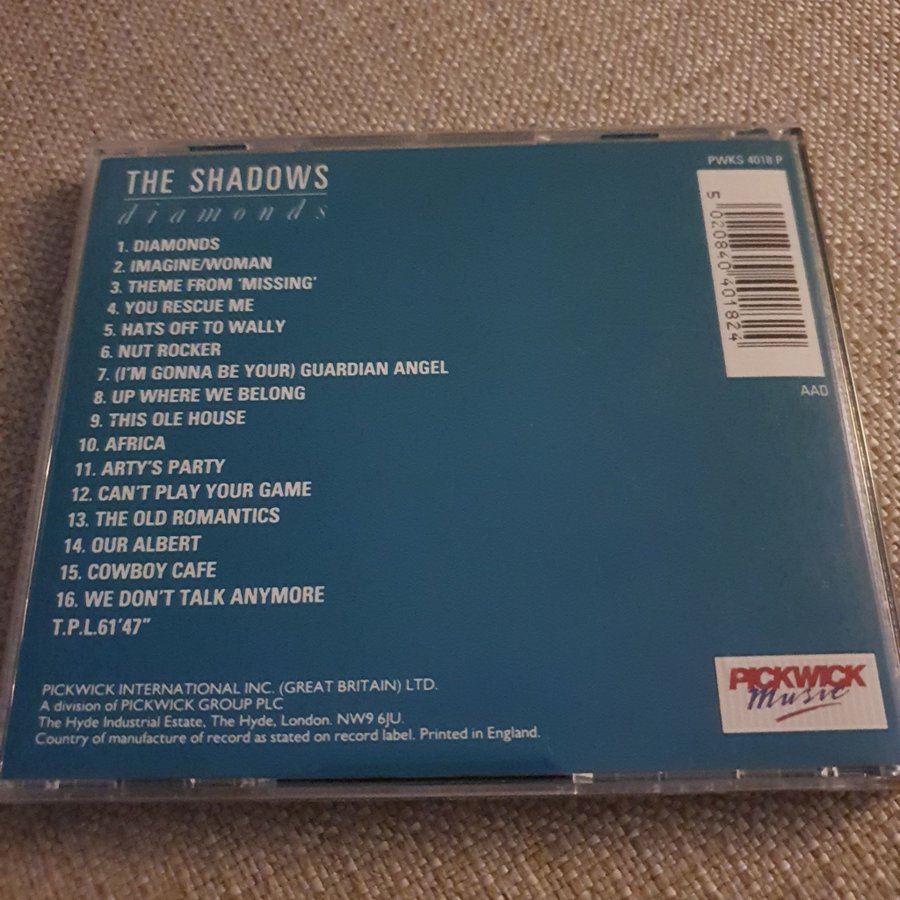 THE SHADOWS
diamonds
1. DIAMONDS
2. IMAGINE/WOMAN
3. THEME FROM 'MISSING'
4. YOU RESCUE ME
5. HATS OFF TO WALLY
6. NUT ROCKER
7. (I'M GONNA BE YOUR) GUARDIAN ANGEL
8. UP WHERE WE BELONG
9. THIS OLE HOUSE
10. AFRICA
11. ARTY'S PARTY
12. CAN'T PLAY YOUR GAME
13. THE OLD ROMANTICS
14. OUR ALBERT
15. COWBOY CAFE
16. WE DON'T TALK ANYMORE
T.P.L.61'47"
PICKWICK INTERNATIONAL INC. (GREAT BRITAIN) LTD.
A division of PICKWICK GROUP PLC
The Hyde Industrial Estate, The Hyde, London. NW9 6JU.
Country of manufacture of record as stated on record label. Printed in England.
PWKS 4018 P
5 020840 401824
AAD
PICKWICK
Music